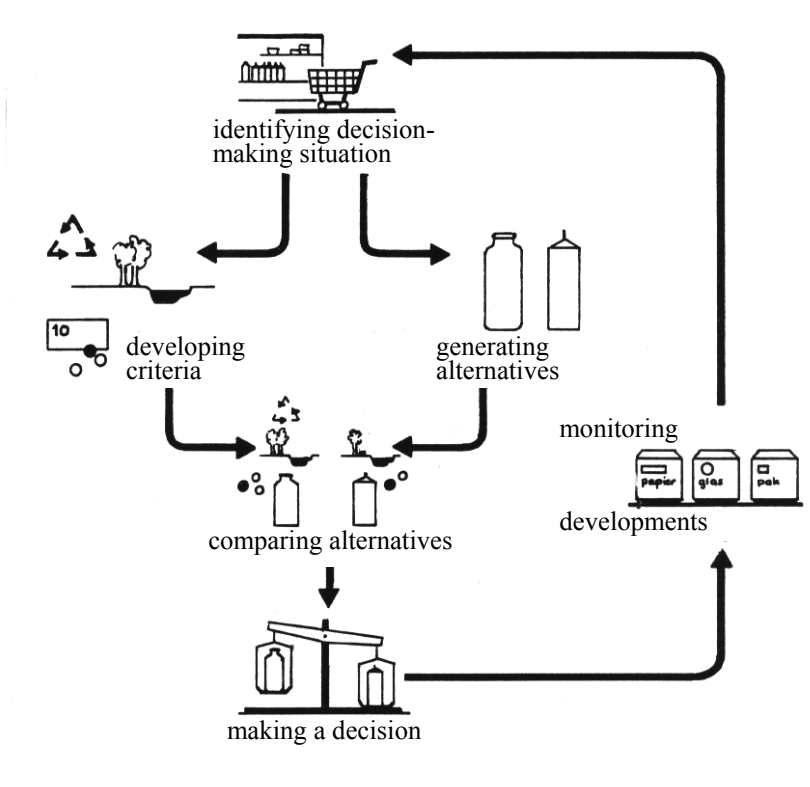 identifying decision-
making situation
10
developing
criteria
generating
alternatives
monitoring
papier
glas
pak
developments
comparing alternatives
making a decision